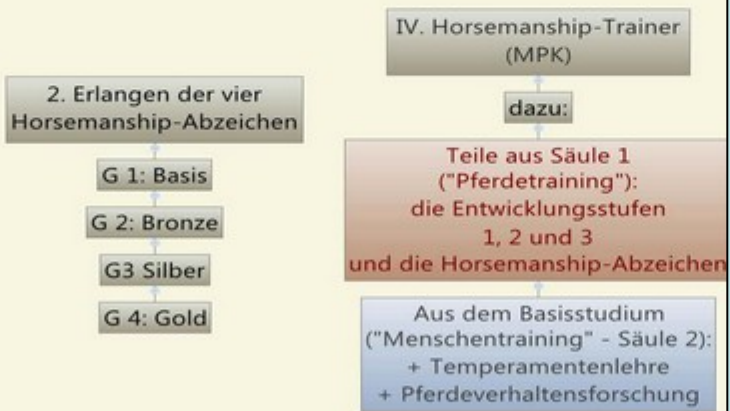 2. Erlangen der vier
Horsemanship-Abzeichen
G 1: Basis
G 2: Bronze
G3 Silber
G 4: Gold
IV. Horsemanship-Trainer
(MPK)
dazu:
Teile aus Säule 1
("Pferdetraining"):
die Entwicklungsstufen
1, 2 und 3
und die Horsemanship-Abzeichen
Aus dem Basisstudium
("Menschentraining" - Säule 2):
+ Temperamentenlehre
+ Pferdeverhaltensforschung